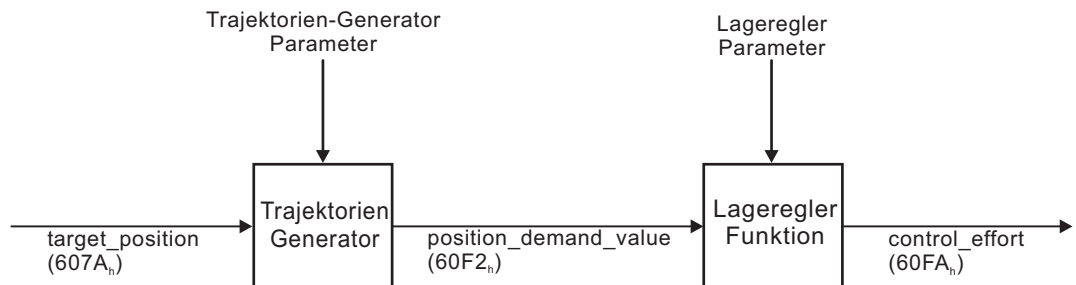 Trajektorien-Generator
Parameter
Lageregler
Parameter
Trajektorien
Generator
Lageregler
Funktion
target_position
(607Aₕ)
position_demand_value
(60F2ₕ)
control_effort
(60FAₕ)